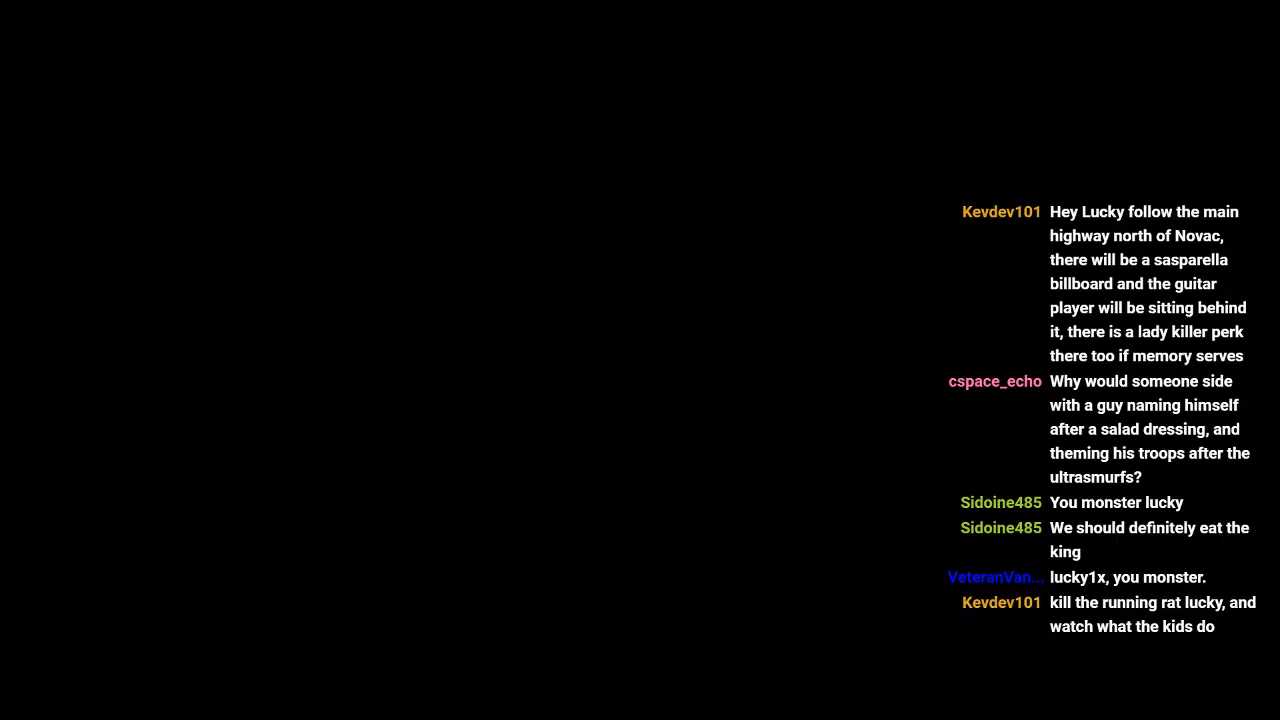 Kevdev101 Hey Lucky follow the main
highway north of Novac,
there will be a sasparella
billboard and the guitar
player will be sitting behind
it, there is a lady killer perk
there too if memory serves
cspace_echo Why would someone side
with a guy naming himself
after a salad dressing, and
theming his troops after the
ultrasmurfs?
Sidoine485 You monster lucky
Sidoine485 We should definitely eat the
king
VeteranVan... lucky1x, you monster.
Kevdev101 kill the running rat lucky, and
watch what the kids do